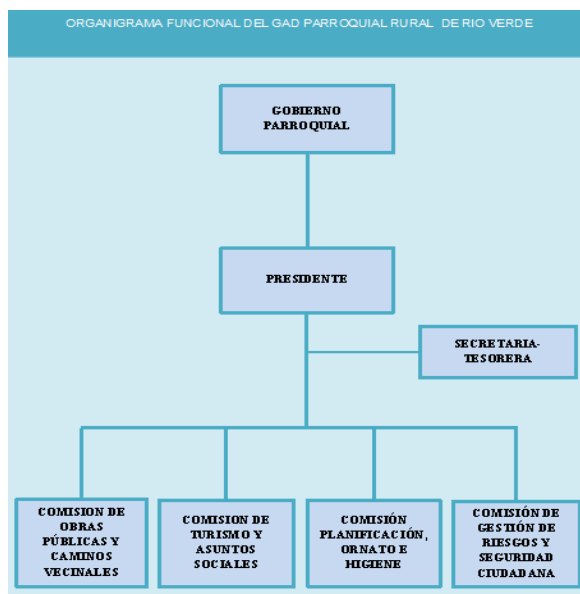 ORGANIGRAMA FUNCIONAL DEL GAD PARROQUIAL RURAL DE RIO VERDE
GOBIERNO
PARROQUIAL
PRESIDENTE
SECRETARIA-
TESORERA
COMISION DE
OBRAS
PÚBLICAS Y
CAMINOS
VECINALES
COMISION DE
TURISMO Y
ASUNTOS
SOCIALES
COMISIÓN
PLANIFICACIÓN,
ORNATO E
HIGIENE
COMISIÓN DE
GESTIÓN DE
RIESGOS Y
SEGURIDAD
CIUDADANA